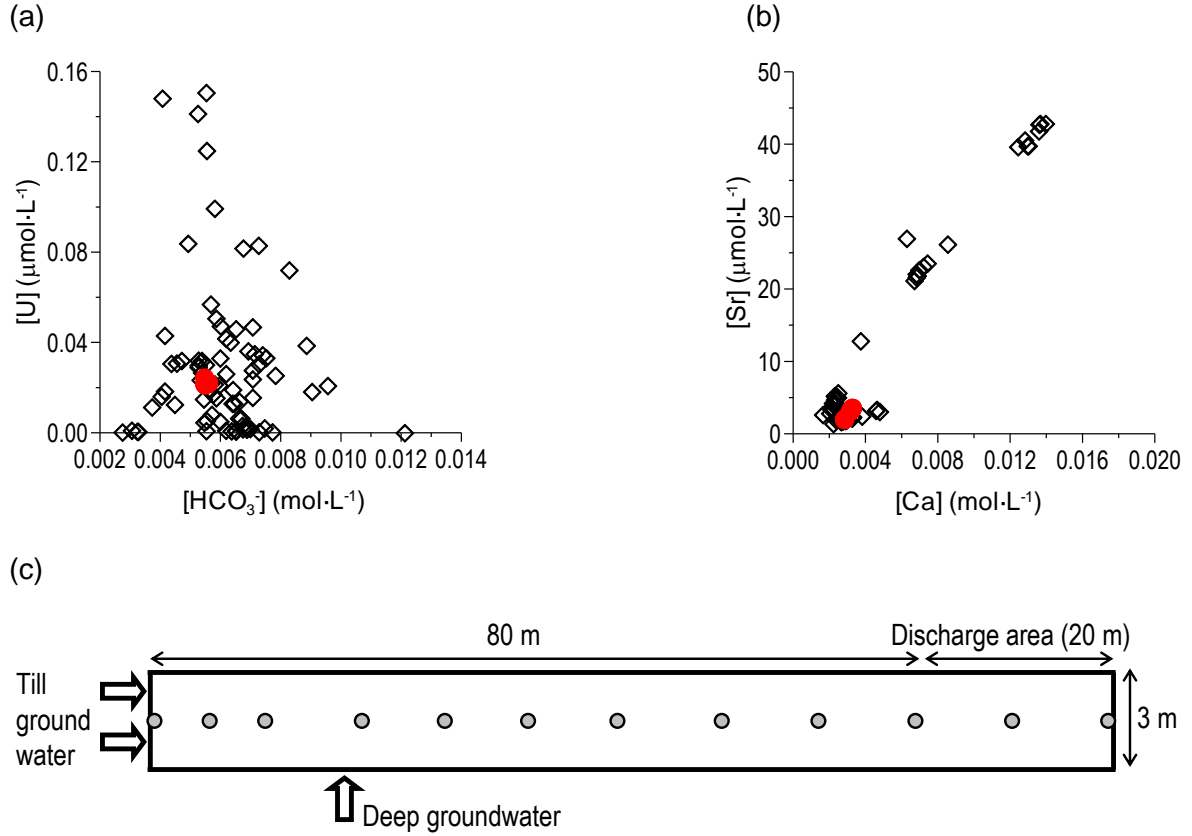 (a)
0.16
0.12
0.08
0.04
0.00
[U] (µmol·L⁻¹)
0.002 0.004 0.006 0.008 0.010 0.012 0.014
[HCO₃⁻] (mol·L⁻¹)
(b)
50
40
30
20
10
0
[Sr] (µmol·L⁻¹)
0.000 0.004 0.008 0.012 0.016 0.020
[Ca] (mol·L⁻¹)
(c)
80 m
Discharge area (20 m)
Till
ground
water
3 m
Deep groundwater